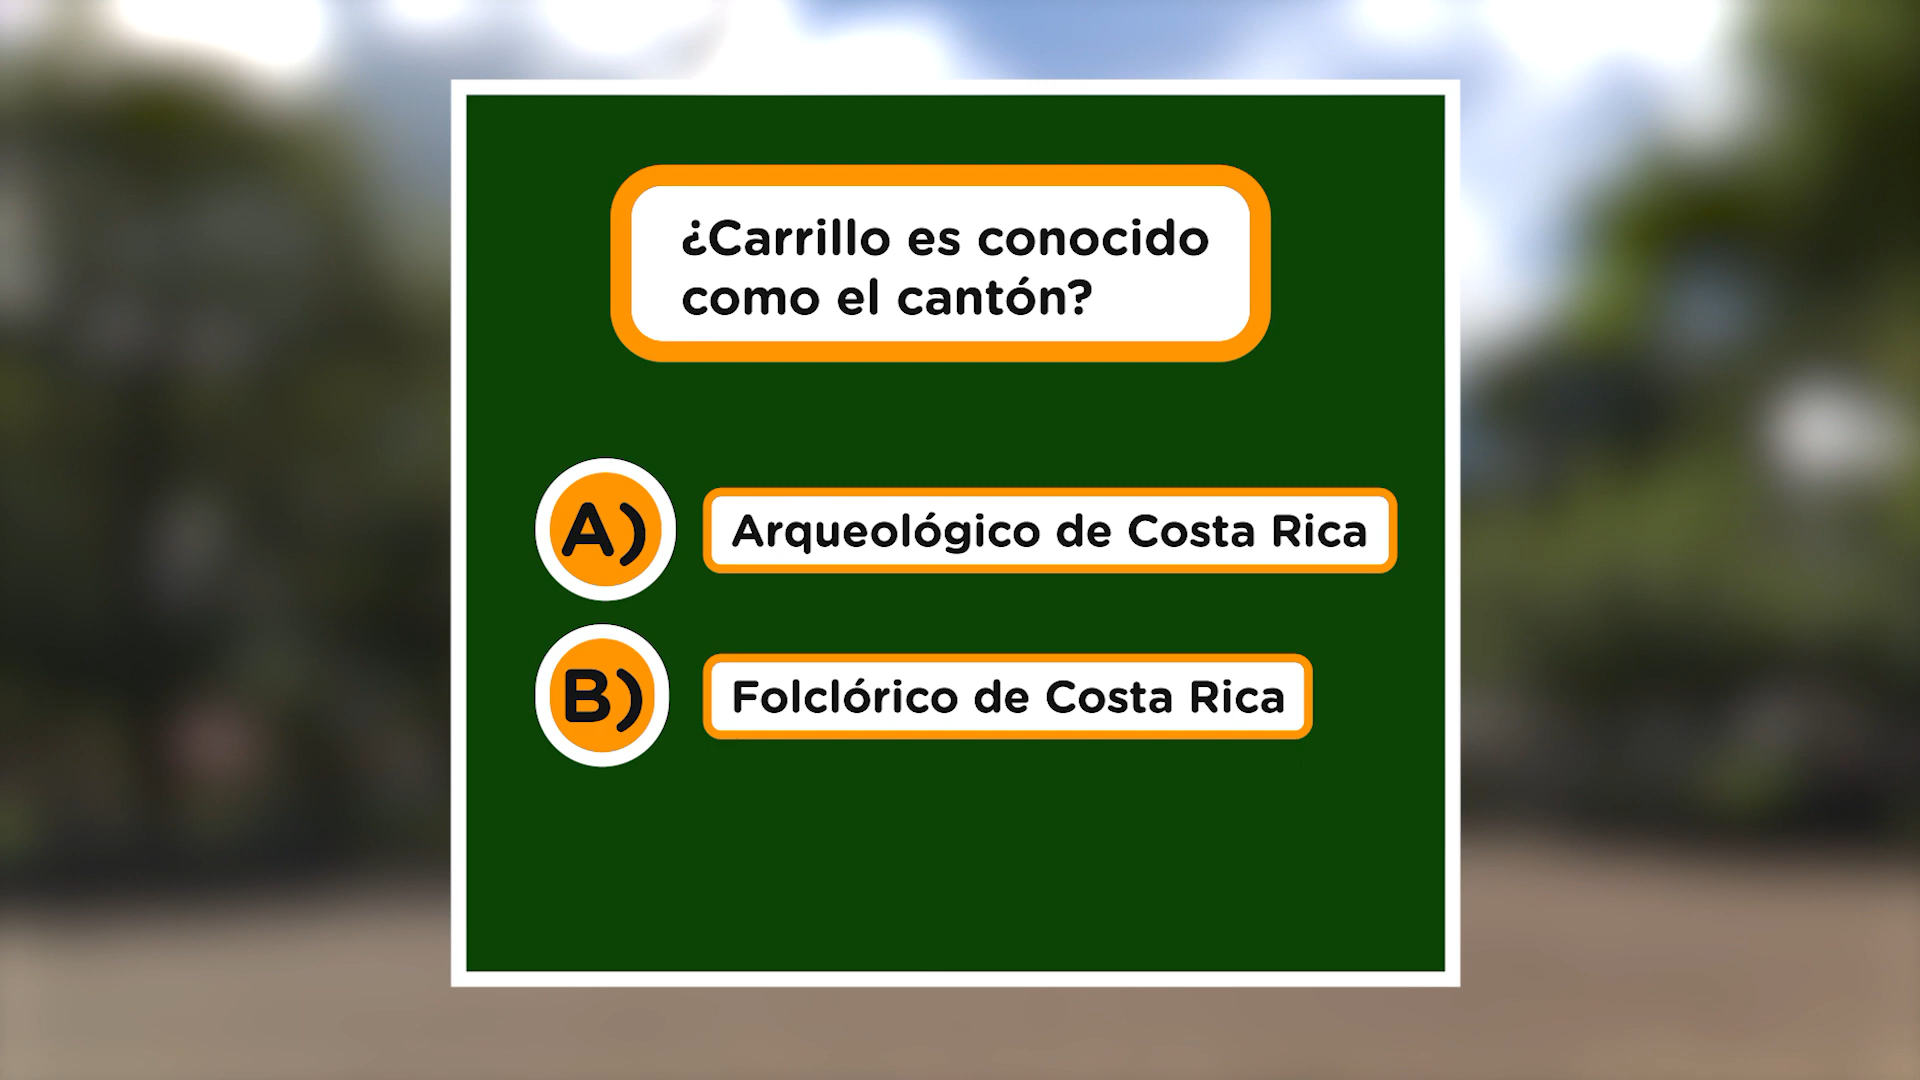 ¿Carrillo es conocido
como el cantón?
A) Arqueológico de Costa Rica
B) Folclórico de Costa Rica